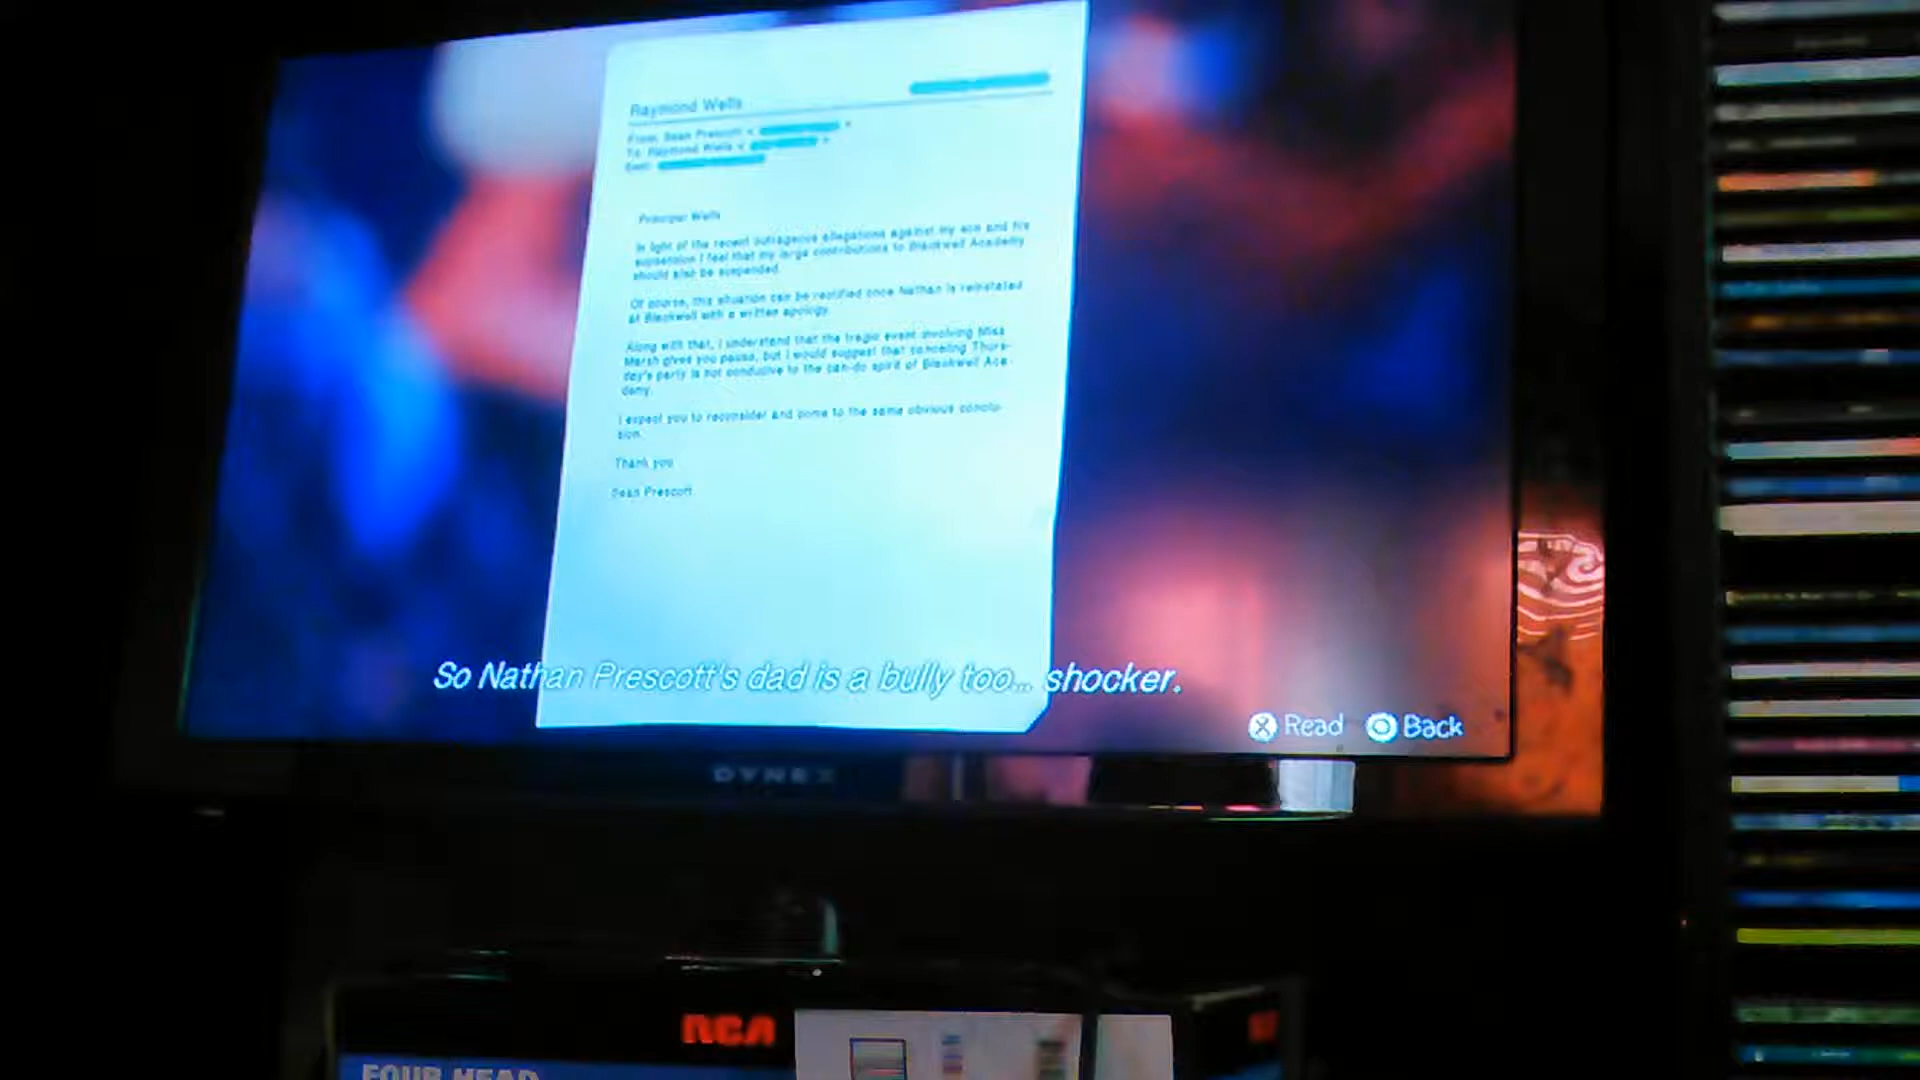 Raymond Wells
From: Sean Prescott <
To: Raymond Wells <
Sent:
Principal Wells
In light of the recent outrageous allegations against my son and his
suspension I feel that my large contributions to Blackwell Academy
should also be suspended.
Of course, this situation can be rectified once Nathan is reinstated
at Blackwell with a written apology.
Along with that, I understand that the tragic event involving Miss
Marsh gives you pause, but I would suggest that canceling Thurs-
day's party is not conducive to the can-do spirit of Blackwell Aca-
demy.
I expect you to reconsider and come to the same obvious conclu-
sion.
Thank you
Sean Prescott
So Nathan Prescott's dad is a bully too... shocker.
X Read O Back
DYNEX
RCA
FOUR HEAD